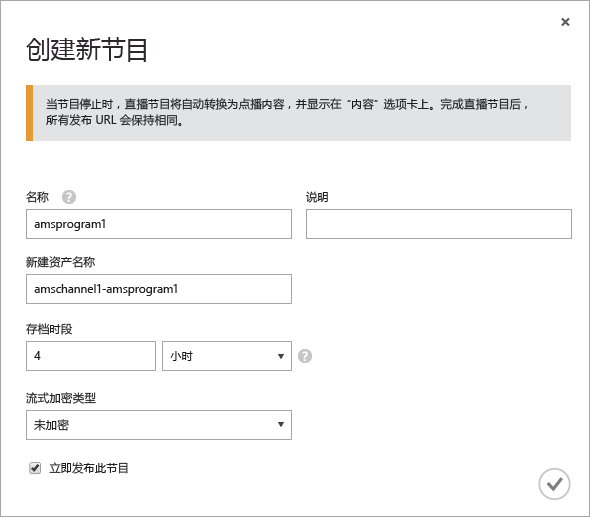 创建新节目
当节目停止时，直播节目将自动转换为点播内容，并显示在“内容”选项卡上。完成直播节目后，
所有发布 URL 会保持相同。
名称 ?
说明
amsprogram1
新建资产名称
amschannel1-amsprogram1
存档时段
4 小时 ?
流式加密类型
未加密
立即发布此节目